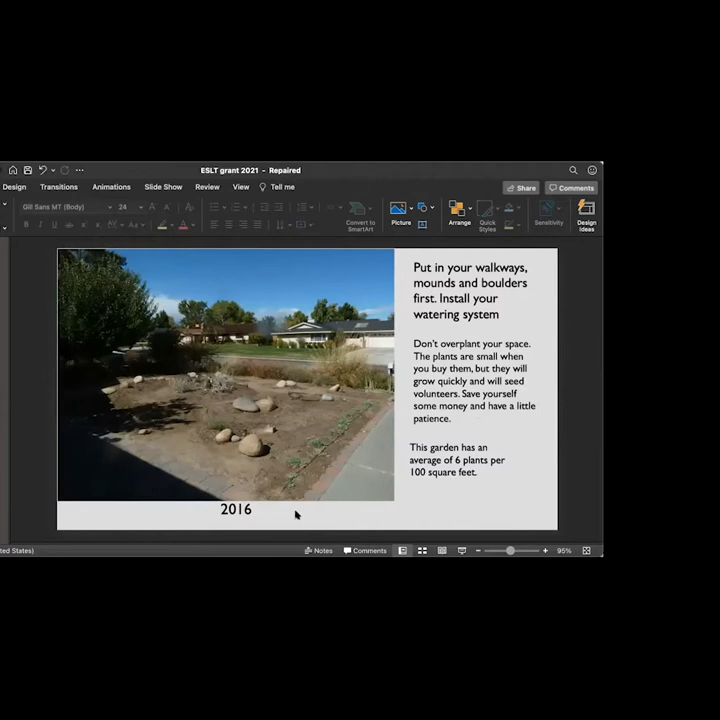 ESLT grant 2021 - Repaired
Design Transitions Animations Slide Show Review View Tell me
Share Comments
Gill Sans MT (Body) 24
Convert to
SmartArt
Picture
Arrange
Quick
Styles
Sensitivity
Design
Ideas
Put in your walkways,
mounds and boulders
first. Install your
watering system
Don't overplant your space.
The plants are small when
you buy them, but they will
grow quickly and will seed
volunteers. Save yourself
some money and have a little
patience.
This garden has an
average of 6 plants per
100 square feet.
2016
ted States) Notes Comments 95%